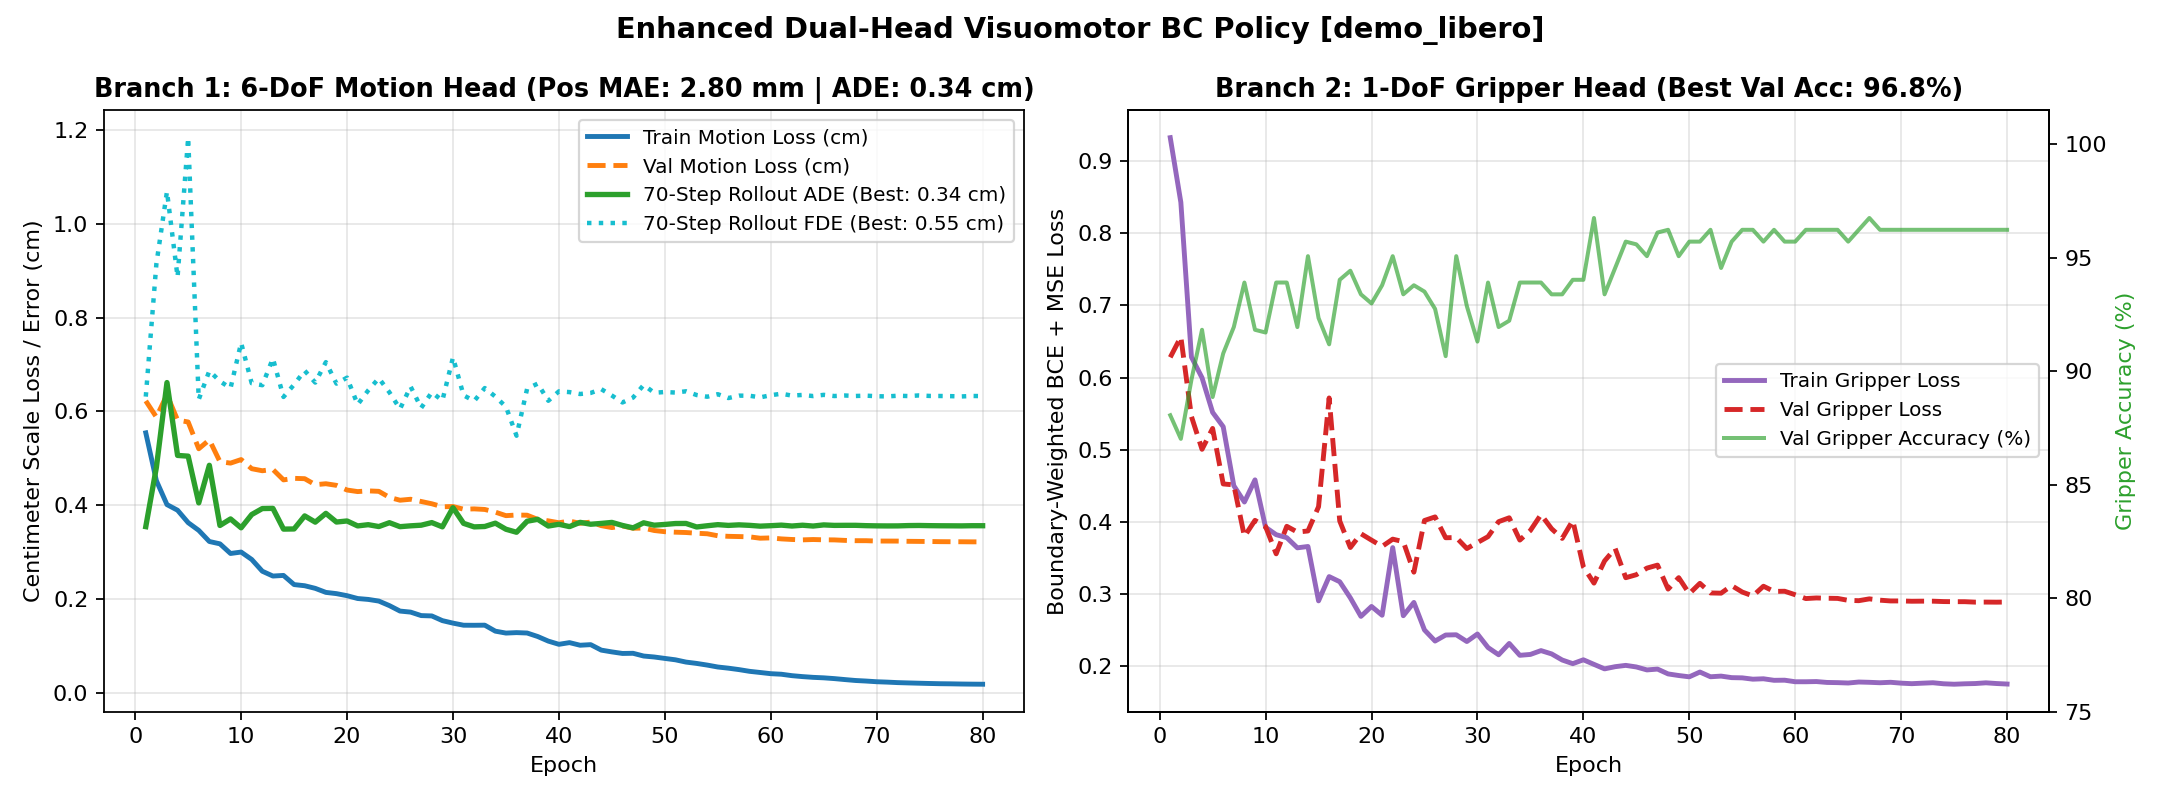 Enhanced Dual-Head Visuomotor BC Policy [demo_libero]
Branch 1: 6-DoF Motion Head (Pos MAE: 2.80 mm | ADE: 0.34 cm)
Centimeter Scale Loss / Error (cm)
1.2
1.0
0.8
0.6
0.4
0.2
0.0
Train Motion Loss (cm)
Val Motion Loss (cm)
70-Step Rollout ADE (Best: 0.34 cm)
70-Step Rollout FDE (Best: 0.55 cm)
0 10 20 30 40 50 60 70 80
Epoch
Branch 2: 1-DoF Gripper Head (Best Val Acc: 96.8%)
Boundary-Weighted BCE + MSE Loss
0.9
0.8
0.7
0.6
0.5
0.4
0.3
0.2
Train Gripper Loss
Val Gripper Loss
Val Gripper Accuracy (%)
100
95
90
85
80
75
Gripper Accuracy (%)
0 10 20 30 40 50 60 70 80
Epoch